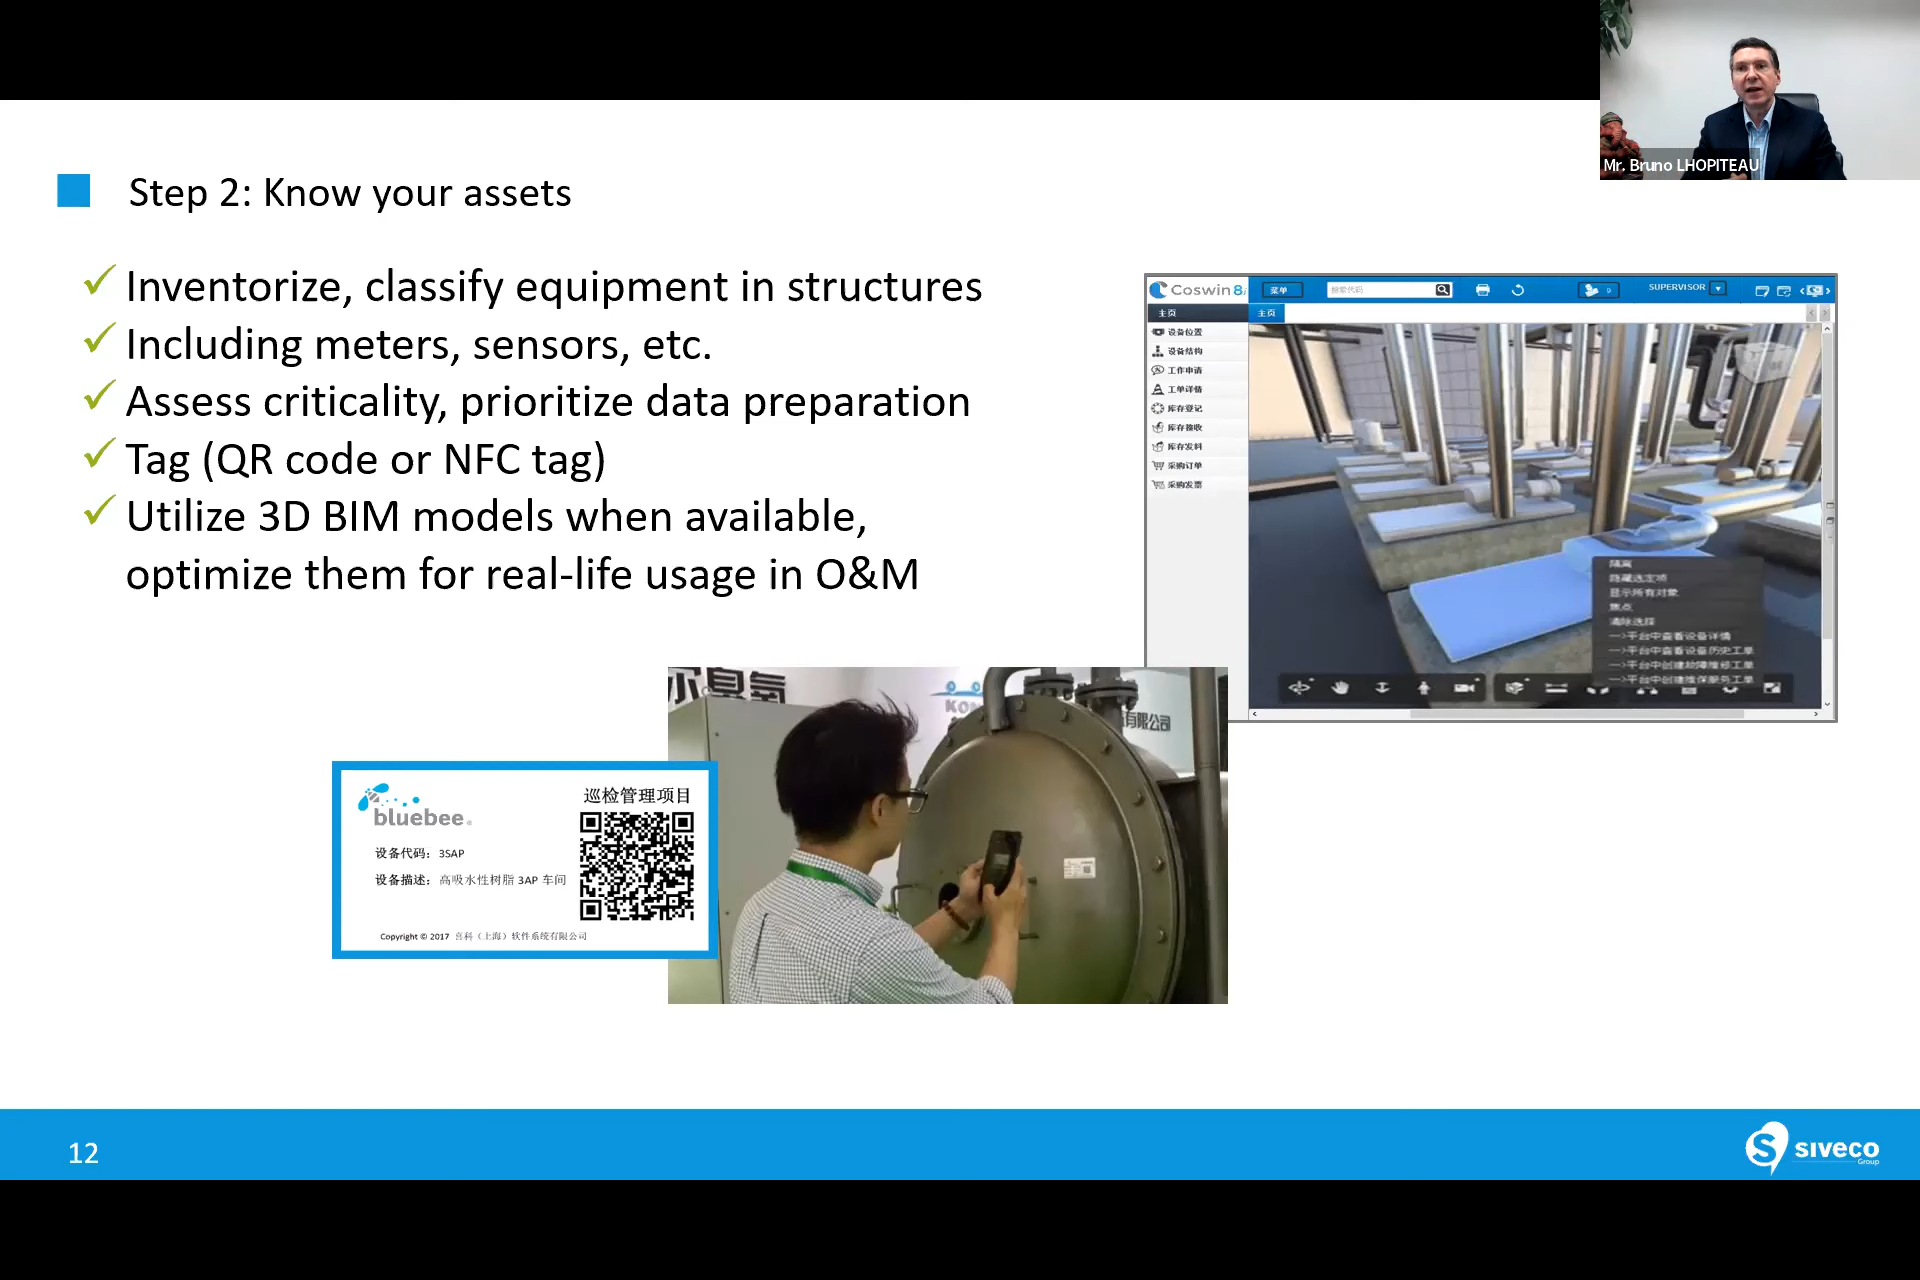 Mr. Bruno LHOPITEAU
Step 2: Know your assets
✓ Inventorize, classify equipment in structures
✓ Including meters, sensors, etc.
✓ Assess criticality, prioritize data preparation
✓ Tag (QR code or NFC tag)
✓ Utilize 3D BIM models when available,
optimize them for real-life usage in O&M
Coswin 8i
菜单
搜索代码
9
SUPERVISOR
主页
主页
设备位置
设备结构
工作申请
工单详情
库存登记
库存接收
库存发料
采购订单
采购发票
隔离
隐藏选定项
显示所有对象
焦点
清除选择
-->平台中查看设备详情
-->平台中查看设备历史工单
-->平台中创建故障维修工单
-->平台中创建维保服务工单
尔臭氧
KON
有限公司
bluebee®
巡检管理项目
设备代码：3SAP
设备描述：高吸水性树脂 3AP 车间
Copyright © 2017 喜科（上海）软件系统有限公司
12
siveco
Group